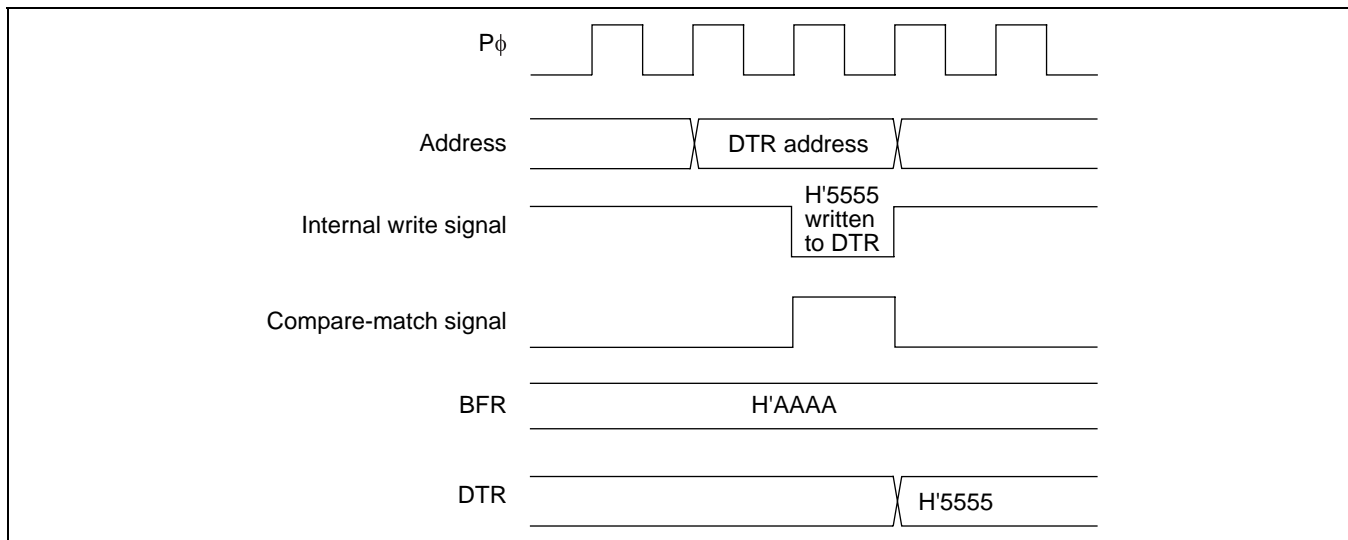 Pϕ
Address
DTR address
Internal write signal
H'5555
written
to DTR
Compare-match signal
BFR
H'AAAA
DTR
H'5555